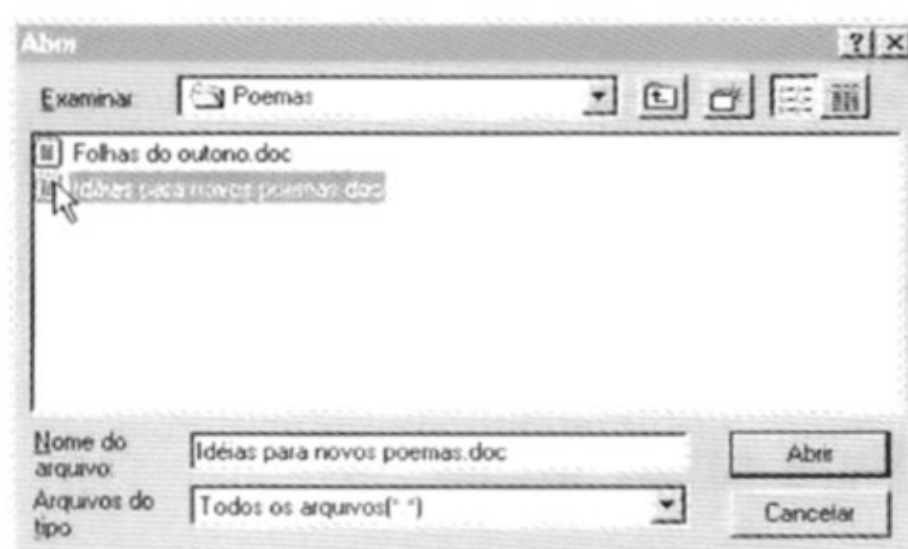 Abrir
Examinar Poemas
Folhas do outono.doc
Idéias para novos poemas.doc
Nome do arquivo: Idéias para novos poemas.doc Abrir
Arquivos do tipo Todos os arquivos(*.*) Cancelar